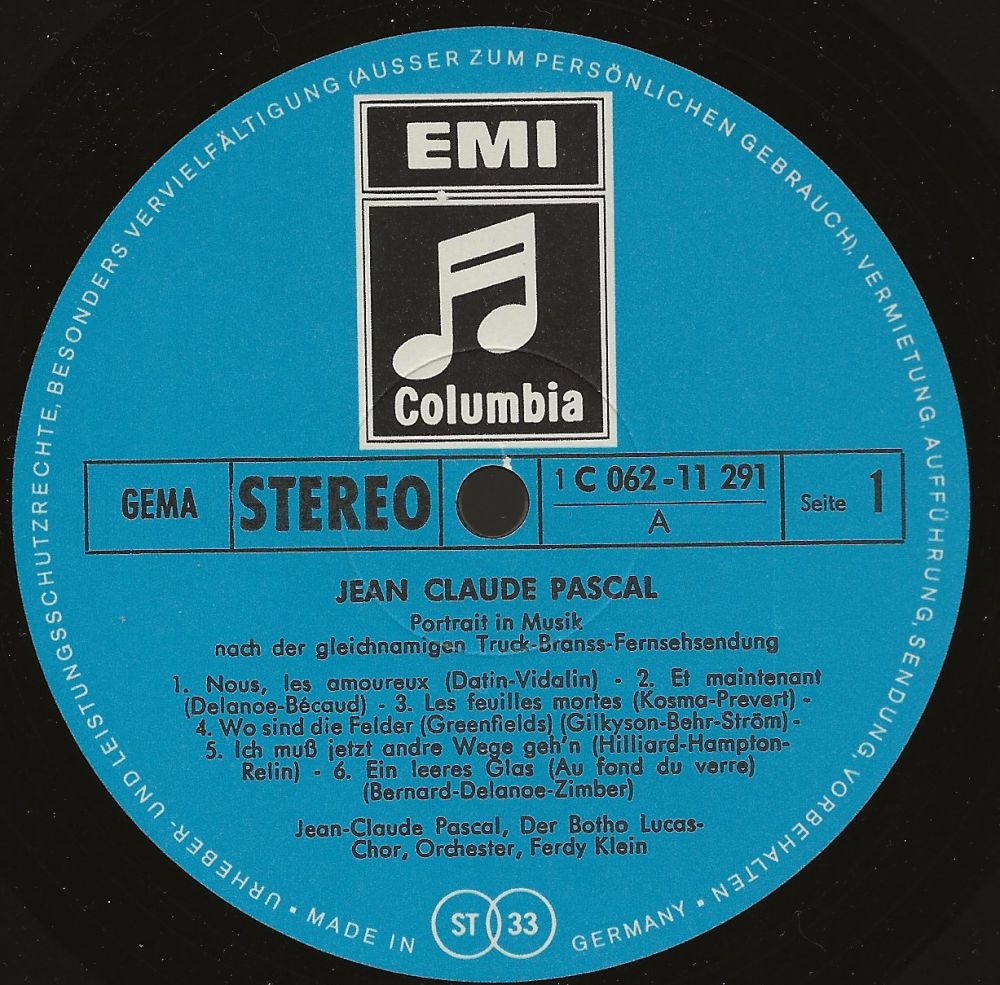 URHEBER- UND LEISTUNGSSCHUTZRECHTE, BESONDERS VERVIELFÄLTIGUNG (AUSSER ZUM PERSÖNLICHEN GEBRAUCH), VERMIETUNG, AUFFÜHRUNG, SENDUNG, VORBEHALTEN
EMI
Columbia
GEMA
STEREO
1 C 062-11 291
A
Seite 1
JEAN CLAUDE PASCAL
Portrait in Musik
nach der gleichnamigen Truck-Branss-Fernsehsendung
1. Nous, les amoureux (Datin-Vidalin) - 2. Et maintenant
(Delanoe-Bécaud) - 3. Les feuilles mortes (Kosma-Prevert) -
4. Wo sind die Felder (Greenfields) (Gilkyson-Behr-Ström) -
5. Ich muß jetzt andre Wege geh'n (Hilliard-Hampton-
Relin) - 6. Ein leeres Glas (Au fond du verre)
(Bernard-Delanoe-Zimber)
Jean-Claude Pascal, Der Botho Lucas-
Chor, Orchester, Ferdy Klein
▪ MADE IN
ST 33
GERMANY ▪